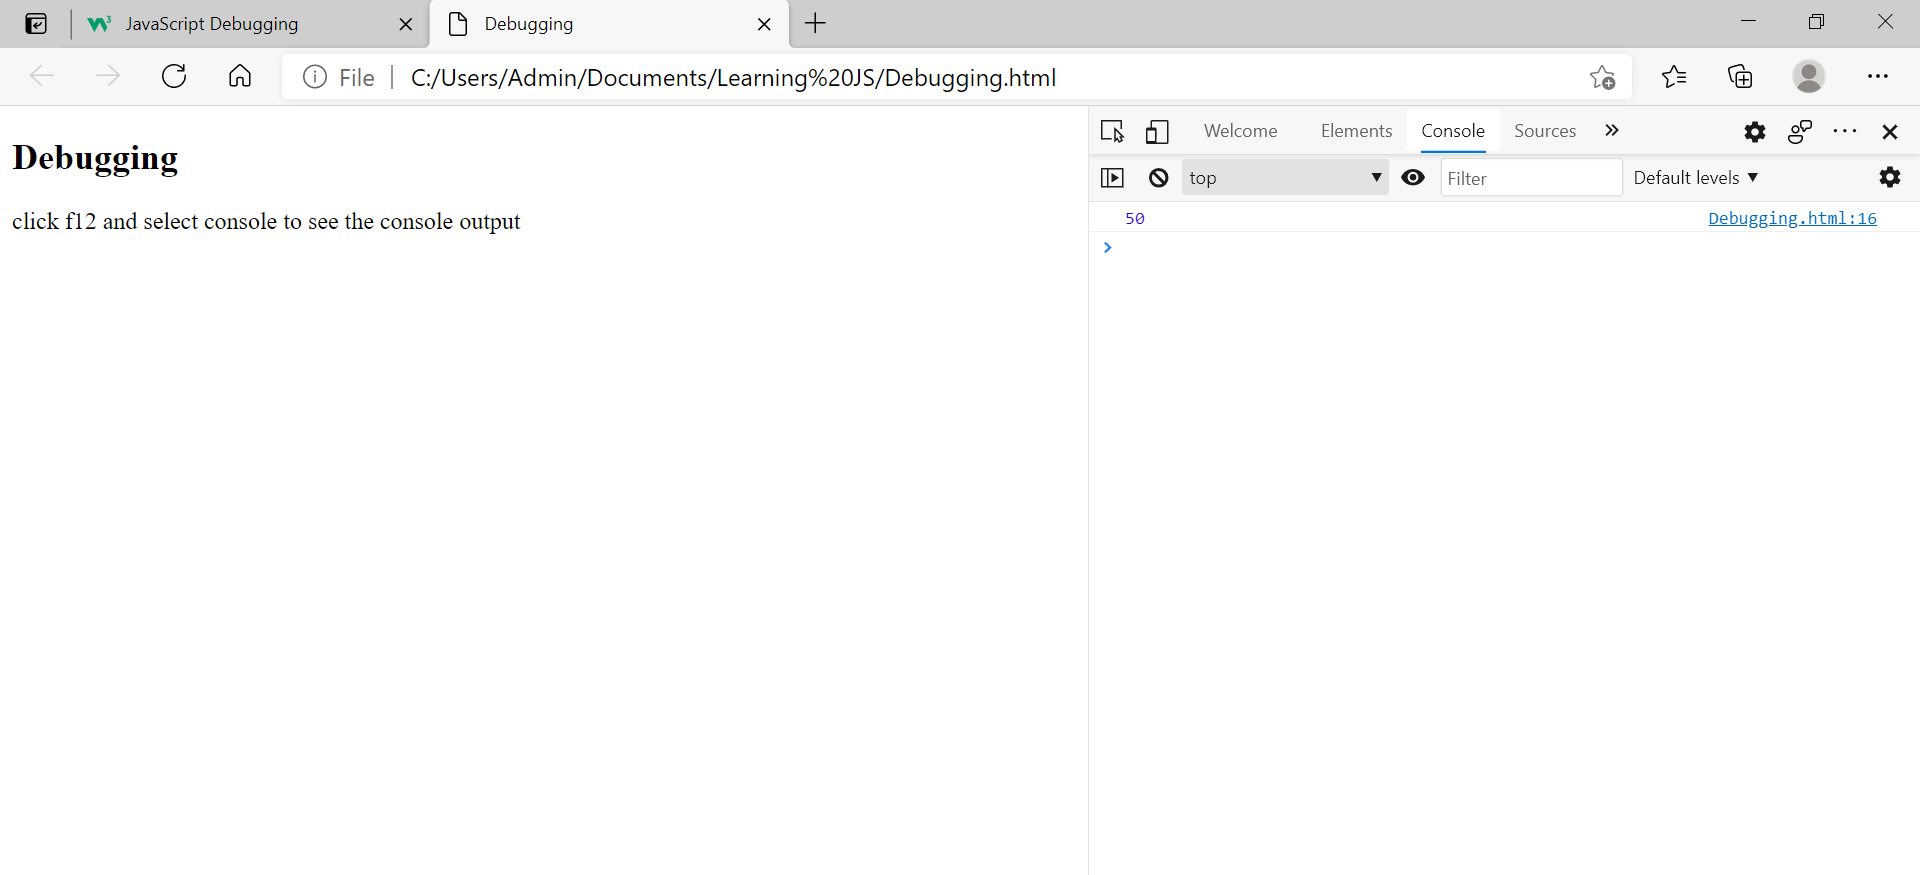 JavaScript Debugging
Debugging
File
C:/Users/Admin/Documents/Learning%20JS/Debugging.html
Debugging
click f12 and select console to see the console output
Welcome Elements Console Sources
top Filter Default levels
50 Debugging.html:16